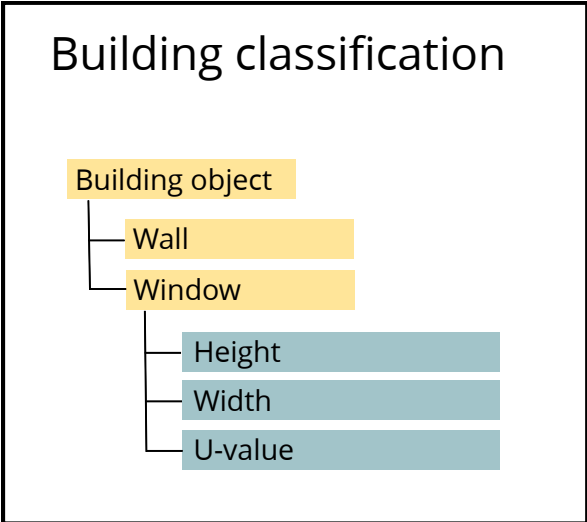 Building classification
Building object
Wall
Window
Height
Width
U-value